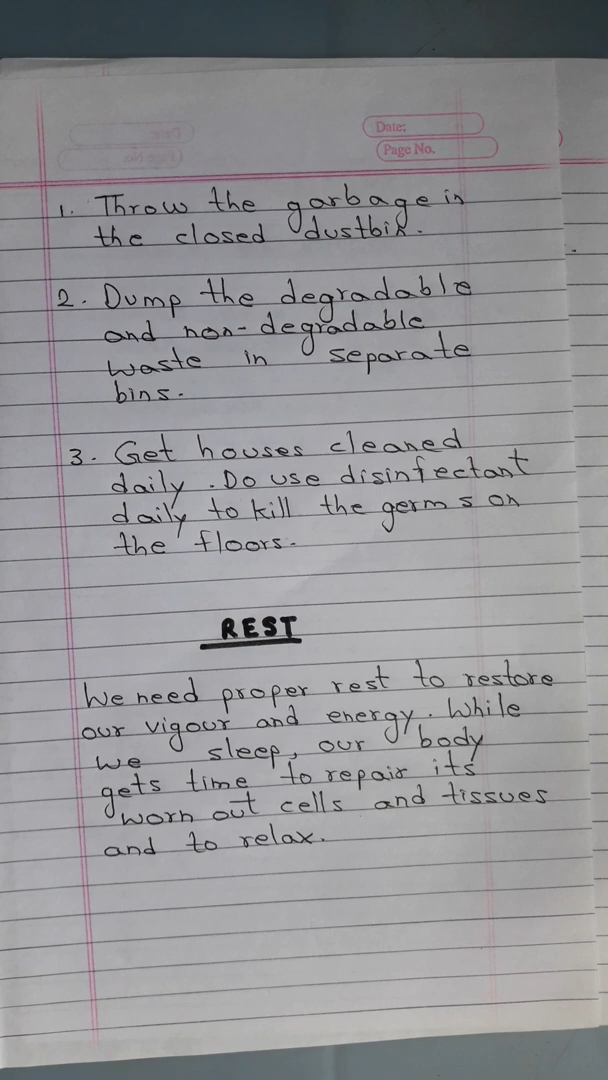 Date:
Page No.
1. Throw the garbage in
the closed dustbin.
2. Dump the degradable
and non-degradable
waste in separate
bins.
3. Get houses cleaned
daily. Do use disinfectant
daily to kill the germs on
the floors.
REST
We need proper rest to restore
our vigour and energy. While
we sleep, our body
gets time to repair its
worn out cells and tissues
and to relax.